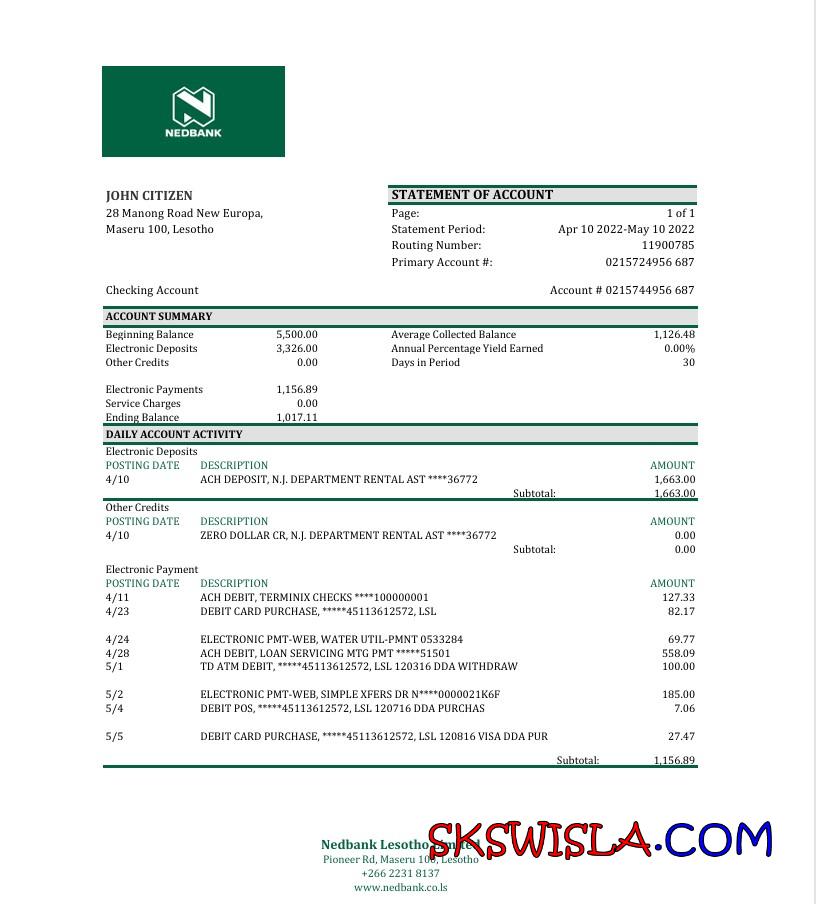 NEDBANK
JOHN CITIZEN
28 Manong Road New Europa,
Maseru 100, Lesotho
STATEMENT OF ACCOUNT
Page: 1 of 1
Statement Period: Apr 10 2022-May 10 2022
Routing Number: 11900785
Primary Account #: 0215724956 687
Checking Account Account # 0215744956 687
ACCOUNT SUMMARY
Beginning Balance 5,500.00 Average Collected Balance 1,126.48
Electronic Deposits 3,326.00 Annual Percentage Yield Earned 0.00%
Other Credits 0.00 Days in Period 30
Electronic Payments 1,156.89
Service Charges 0.00
Ending Balance 1,017.11
DAILY ACCOUNT ACTIVITY
Electronic Deposits
POSTING DATE DESCRIPTION AMOUNT
4/10 ACH DEPOSIT, N.J. DEPARTMENT RENTAL AST ****36772 1,663.00
Subtotal: 1,663.00
Other Credits
POSTING DATE DESCRIPTION AMOUNT
4/10 ZERO DOLLAR CR, N.J. DEPARTMENT RENTAL AST ****36772 0.00
Subtotal: 0.00
Electronic Payment
POSTING DATE DESCRIPTION AMOUNT
4/11 ACH DEBIT, TERMINIX CHECKS ****100000001 127.33
4/23 DEBIT CARD PURCHASE, *****45113612572, LSL 82.17
4/24 ELECTRONIC PMT-WEB, WATER UTIL-PMNT 0533284 69.77
4/28 ACH DEBIT, LOAN SERVICING MTG PMT *****51501 558.09
5/1 TD ATM DEBIT, *****45113612572, LSL 120316 DDA WITHDRAW 100.00
5/2 ELECTRONIC PMT-WEB, SIMPLE XFERS DR N****0000021K6F 185.00
5/4 DEBIT POS, *****45113612572, LSL 120716 DDA PURCHAS 7.06
5/5 DEBIT CARD PURCHASE, *****45113612572, LSL 120816 VISA DDA PUR 27.47
Subtotal: 1,156.89
Nedbank Lesotho Limited
SKSWISLA.COM
Pioneer Rd, Maseru 100, Lesotho
+266 2231 8137
www.nedbank.co.ls